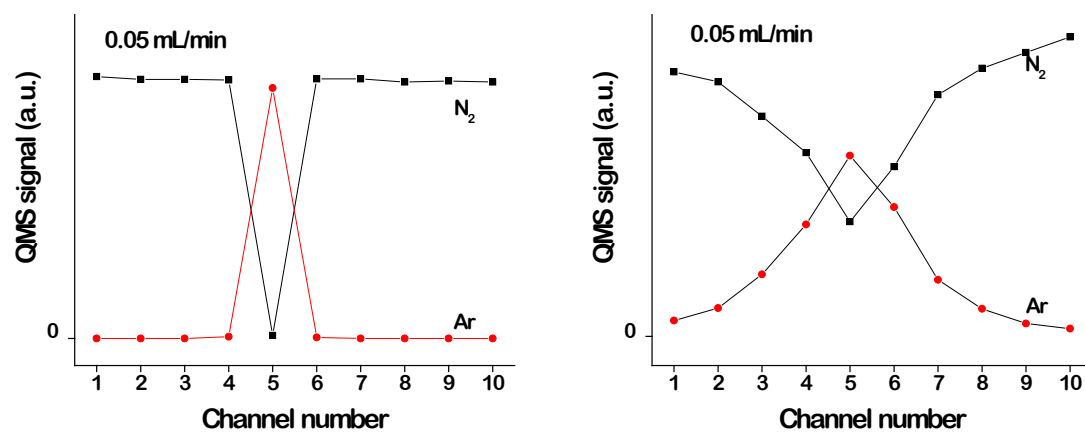 0.05 mL/min
QMS signal (a.u.)
N₂
Ar
0
1 2 3 4 5 6 7 8 9 10
Channel number
0.05 mL/min
QMS signal (a.u.)
N₂
Ar
0
1 2 3 4 5 6 7 8 9 10
Channel number